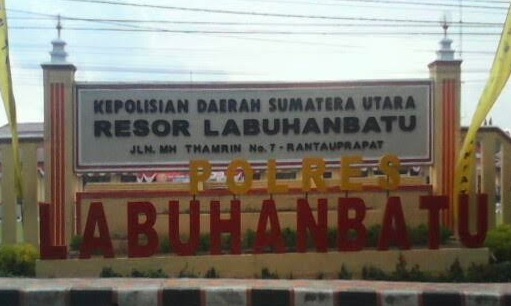 KEPOLISIAN DAERAH SUMATERA UTARA
RESOR LABUHANBATU
JLN. MH THAMRIN No. 7 - RANTAUPRAPAT
POLRES
LABUHANBATU